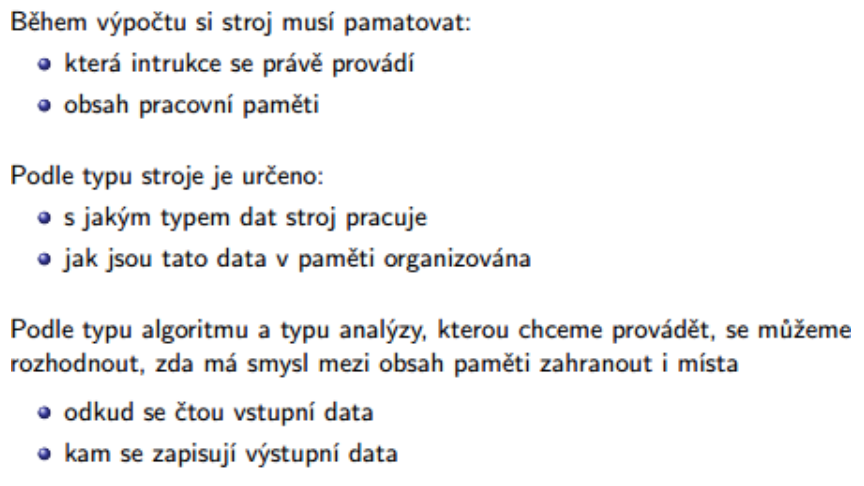 Během výpočtu si stroj musí pamatovat:
která intrukce se právě provádí
obsah pracovní paměti
Podle typu stroje je určeno:
s jakým typem dat stroj pracuje
jak jsou tato data v paměti organizována
Podle typu algoritmu a typu analýzy, kterou chceme provádět, se můžeme
rozhodnout, zda má smysl mezi obsah paměti zahranout i místa
odkud se čtou vstupní data
kam se zapisují výstupní data